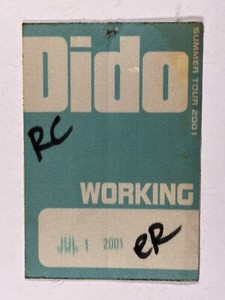 Dido
SUMMER TOUR 2001
RC
WORKING
JUL 1 2001
eR